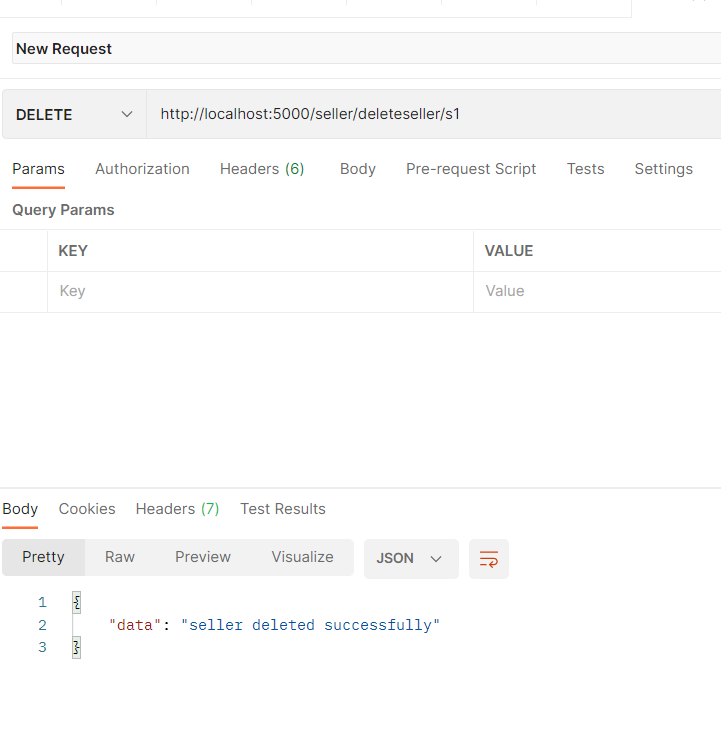 New Request
DELETE http://localhost:5000/seller/deleteseller/s1
Params Authorization Headers (6) Body Pre-request Script Tests Settings
Query Params
KEY VALUE
Key Value
Body Cookies Headers (7) Test Results
Pretty Raw Preview Visualize JSON
1 {
2 "data": "seller deleted successfully"
3 }